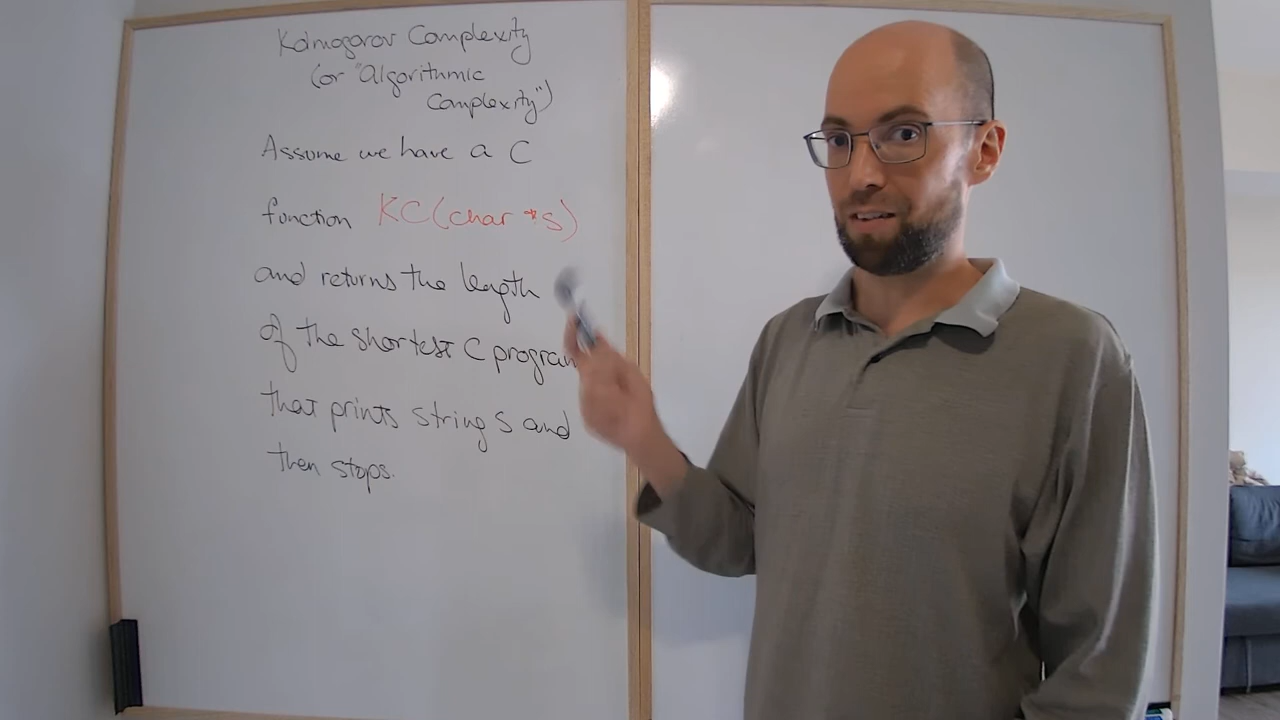 Kolmogorov Complexity
(or "Algorithmic
Complexity")
Assume we have a C
function KC(char *s)
and returns the length
of the shortest C program
that prints string s and
then stops.